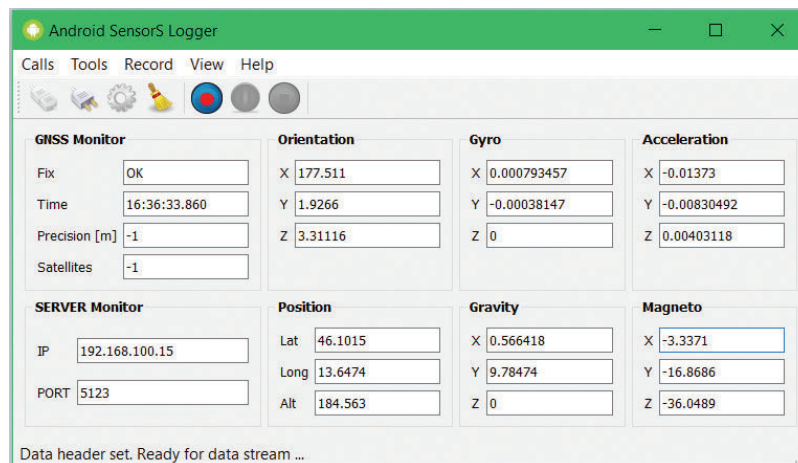 Android SensorS Logger
Calls Tools Record View Help
GNSS Monitor
Fix OK
Time 16:36:33.860
Precision [m] -1
Satellites -1
Orientation
X 177.511
Y 1.9266
Z 3.31116
Gyro
X 0.000793457
Y -0.00038147
Z 0
Acceleration
X -0.01373
Y -0.00830492
Z 0.00403118
SERVER Monitor
IP 192.168.100.15
PORT 5123
Position
Lat 46.1015
Long 13.6474
Alt 184.563
Gravity
X 0.566418
Y 9.78474
Z 0
Magneto
X -3.3371
Y -16.8686
Z -36.0489
Data header set. Ready for data stream ...